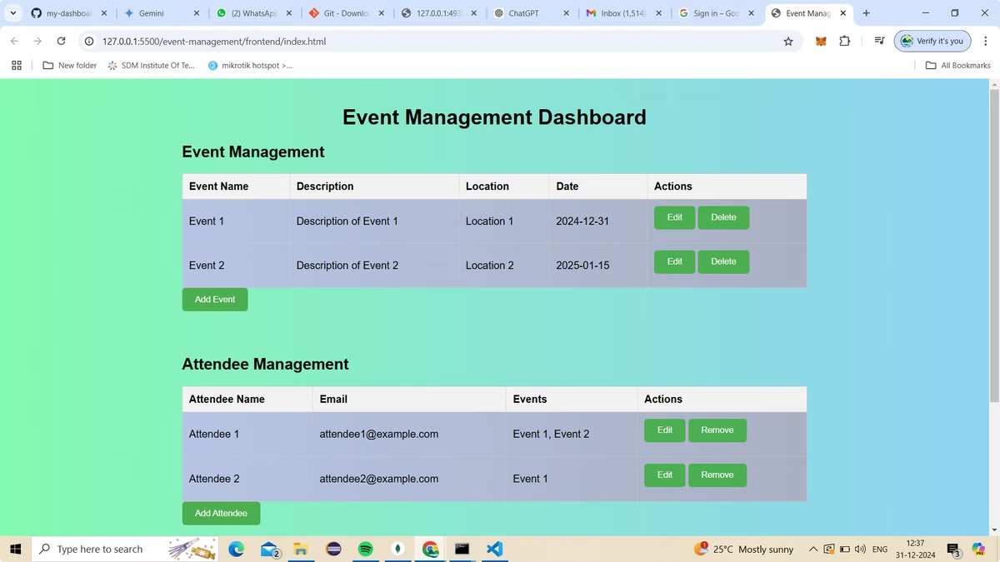 my-dashboa
Gemini
(2) WhatsApp
Git - Downlo
127.0.0.1:493
ChatGPT
Inbox (1,514)
Sign in – Goo
Event Manag
127.0.0.1:5500/event-management/frontend/index.html
Verify it's you
New folder
SDM Institute Of Te...
mikrotik hotspot >...
All Bookmarks
Event Management Dashboard
Event Management
Event Name Description Location Date Actions
Event 1 Description of Event 1 Location 1 2024-12-31 Edit Delete
Event 2 Description of Event 2 Location 2 2025-01-15 Edit Delete
Add Event
Attendee Management
Attendee Name Email Events Actions
Attendee 1 attendee1@example.com Event 1, Event 2 Edit Remove
Attendee 2 attendee2@example.com Event 1 Edit Remove
Add Attendee
Type here to search
2
1
25°C Mostly sunny
ENG
12:37
31-12-2024
3
PRE